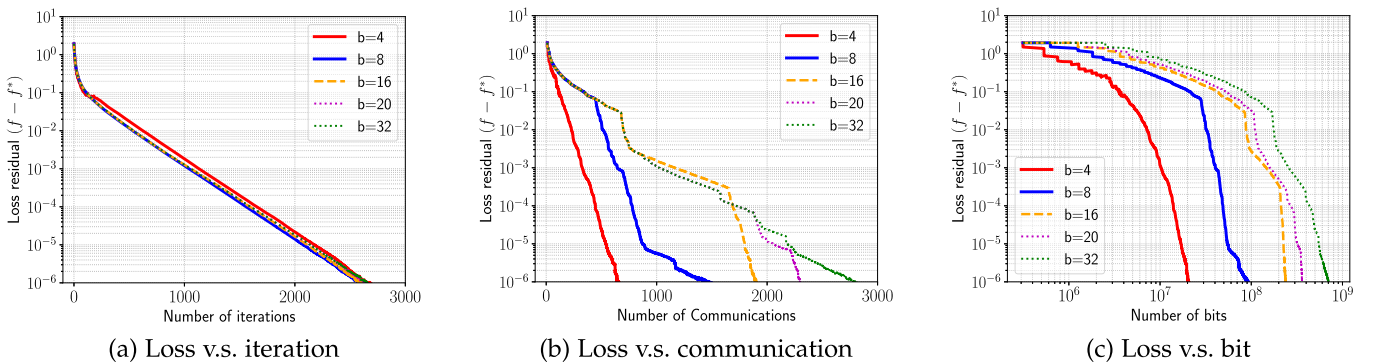 10^1
10^0
10^-1
10^-2
10^-3
10^-4
10^-5
10^-6
Loss residual (f − f*)
0 1000 2000 3000
Number of iterations
b=4
b=8
b=16
b=20
b=32
(a) Loss v.s. iteration
10^1
10^0
10^-1
10^-2
10^-3
10^-4
10^-5
10^-6
Loss residual (f − f*)
0 1000 2000 3000
Number of Communications
b=4
b=8
b=16
b=20
b=32
(b) Loss v.s. communication
10^1
10^0
10^-1
10^-2
10^-3
10^-4
10^-5
10^-6
Loss residual (f − f*)
10^6 10^7 10^8 10^9
Number of bits
b=4
b=8
b=16
b=20
b=32
(c) Loss v.s. bit